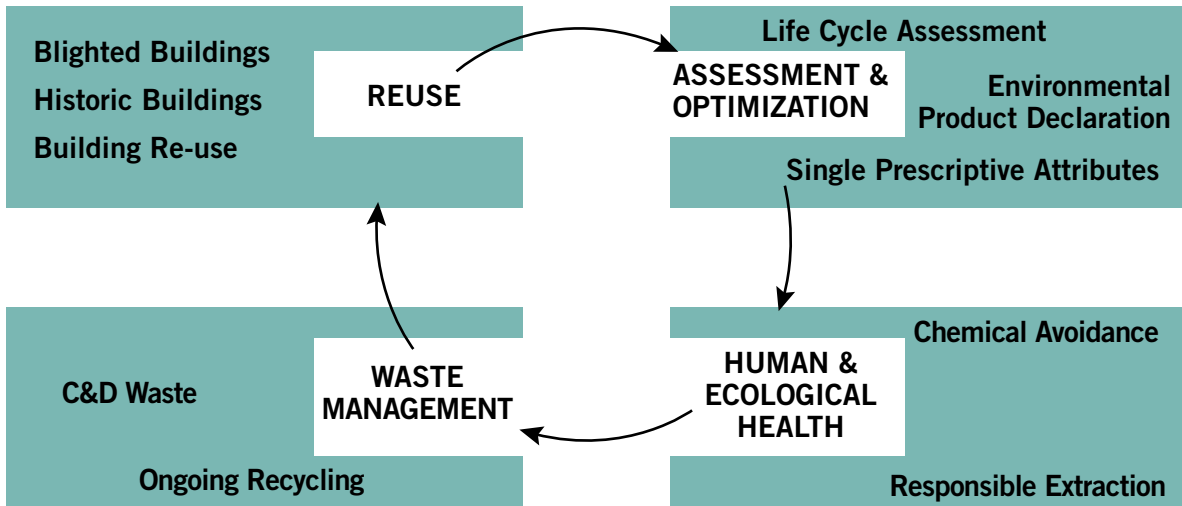 Blighted Buildings
Historic Buildings
Building Re-use
REUSE
Life Cycle Assessment
ASSESSMENT &
OPTIMIZATION
Environmental
Product Declaration
Single Prescriptive Attributes
C&D Waste
WASTE
MANAGEMENT
Ongoing Recycling
Chemical Avoidance
HUMAN &
ECOLOGICAL
HEALTH
Responsible Extraction